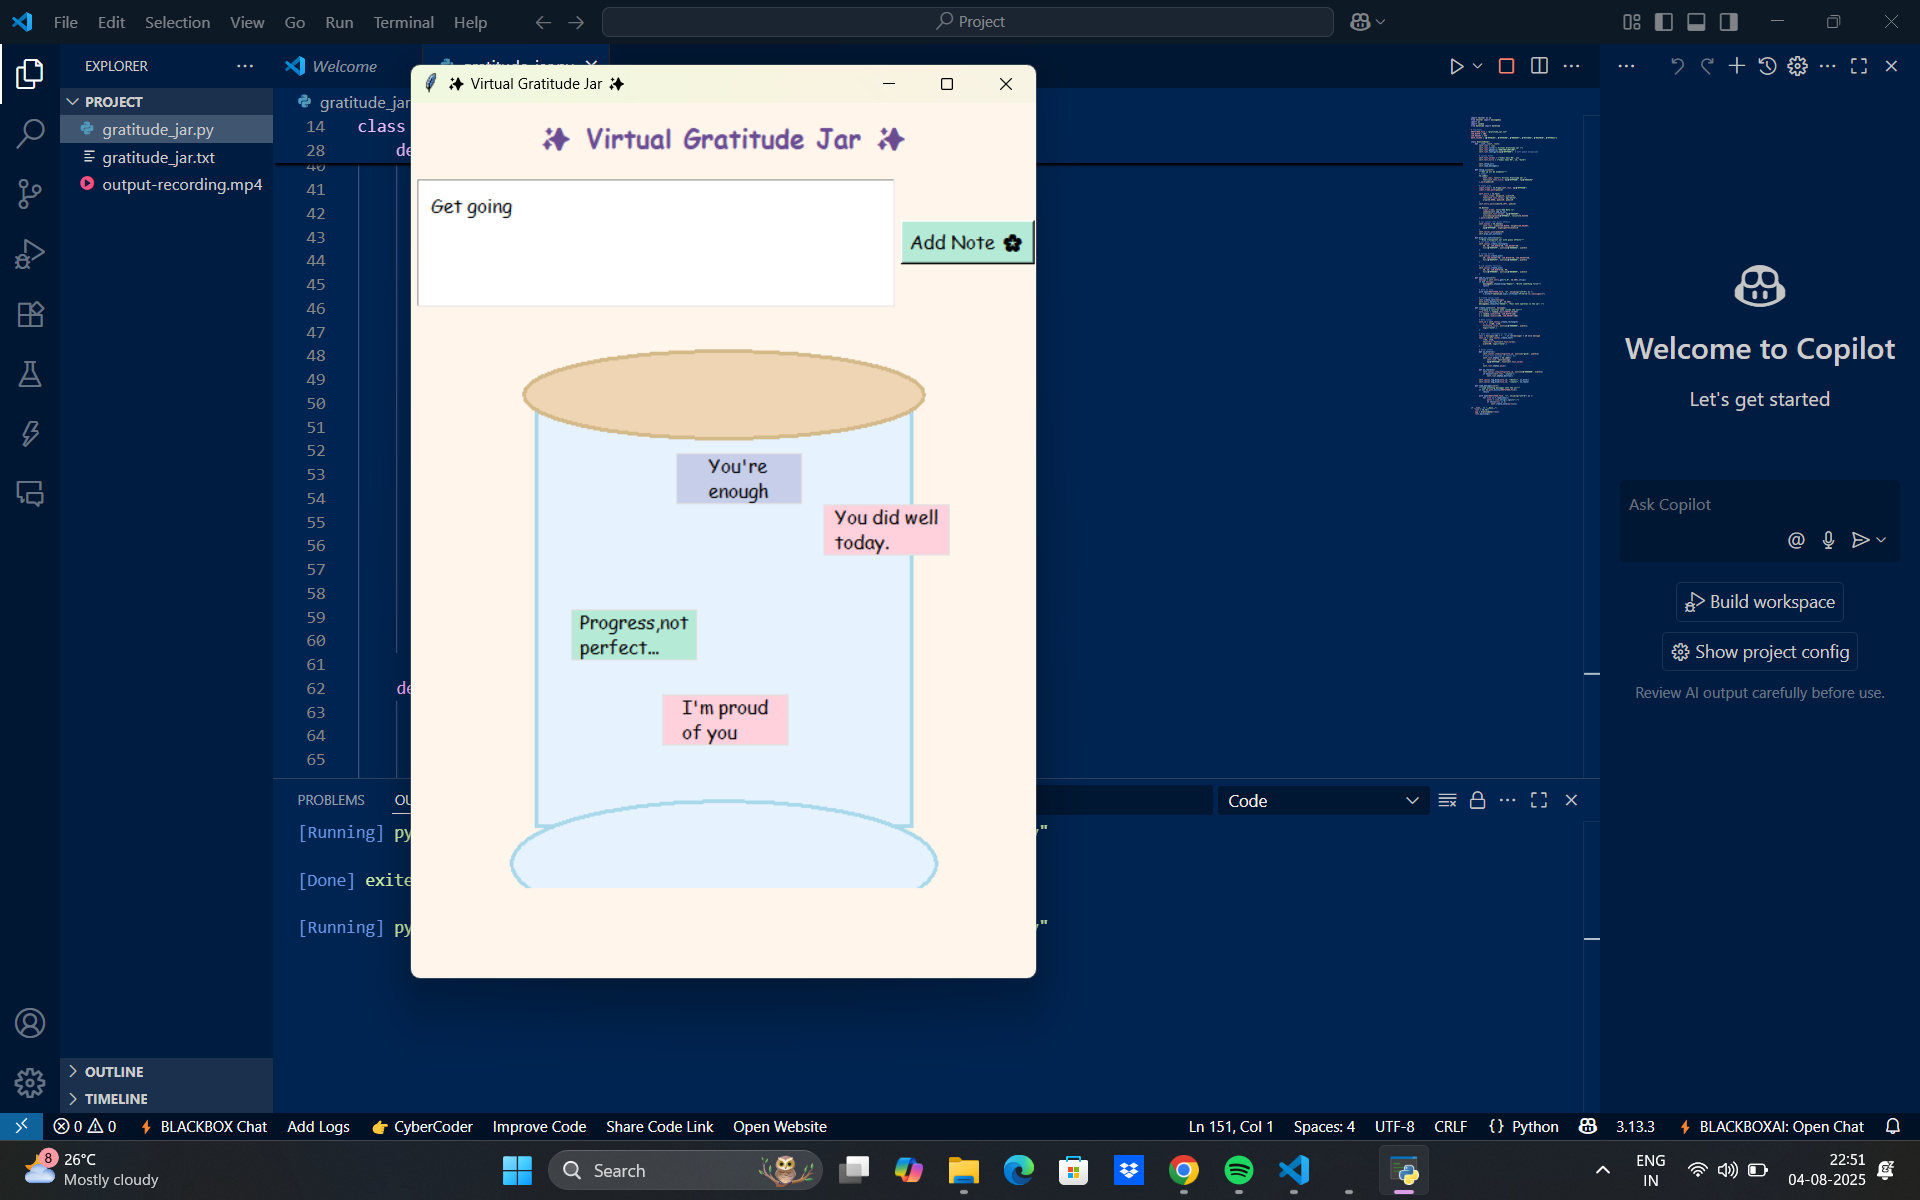 File Edit Selection View Go Run Terminal Help
Project
EXPLORER
PROJECT
gratitude_jar.py
gratitude_jar.txt
output-recording.mp4
OUTLINE
TIMELINE
Welcome
gratitude_jar
14 class
28 de
40
41
42
43
44
45
46
47
48
49
50
51
52
53
54
55
56
57
58
59
60
61
62 de
63
64
65
✨ Virtual Gratitude Jar ✨
✨ Virtual Gratitude Jar ✨
Get going
Add Note ✿
You're
enough
You did well
today.
Progress,not
perfect...
I'm proud
of you
PROBLEMS OU
Code
[Running] py "
[Done] exite
[Running] py "
Welcome to Copilot
Let's get started
Ask Copilot
Build workspace
Show project config
Review AI output carefully before use.
0 0 BLACKBOX Chat Add Logs 👉 CyberCoder Improve Code Share Code Link Open Website
Ln 151, Col 1 Spaces: 4 UTF-8 CRLF {} Python 3.13.3 BLACKBOXAI: Open Chat
8
26°C
Mostly cloudy
Search
ENG
IN
22:51
04-08-2025